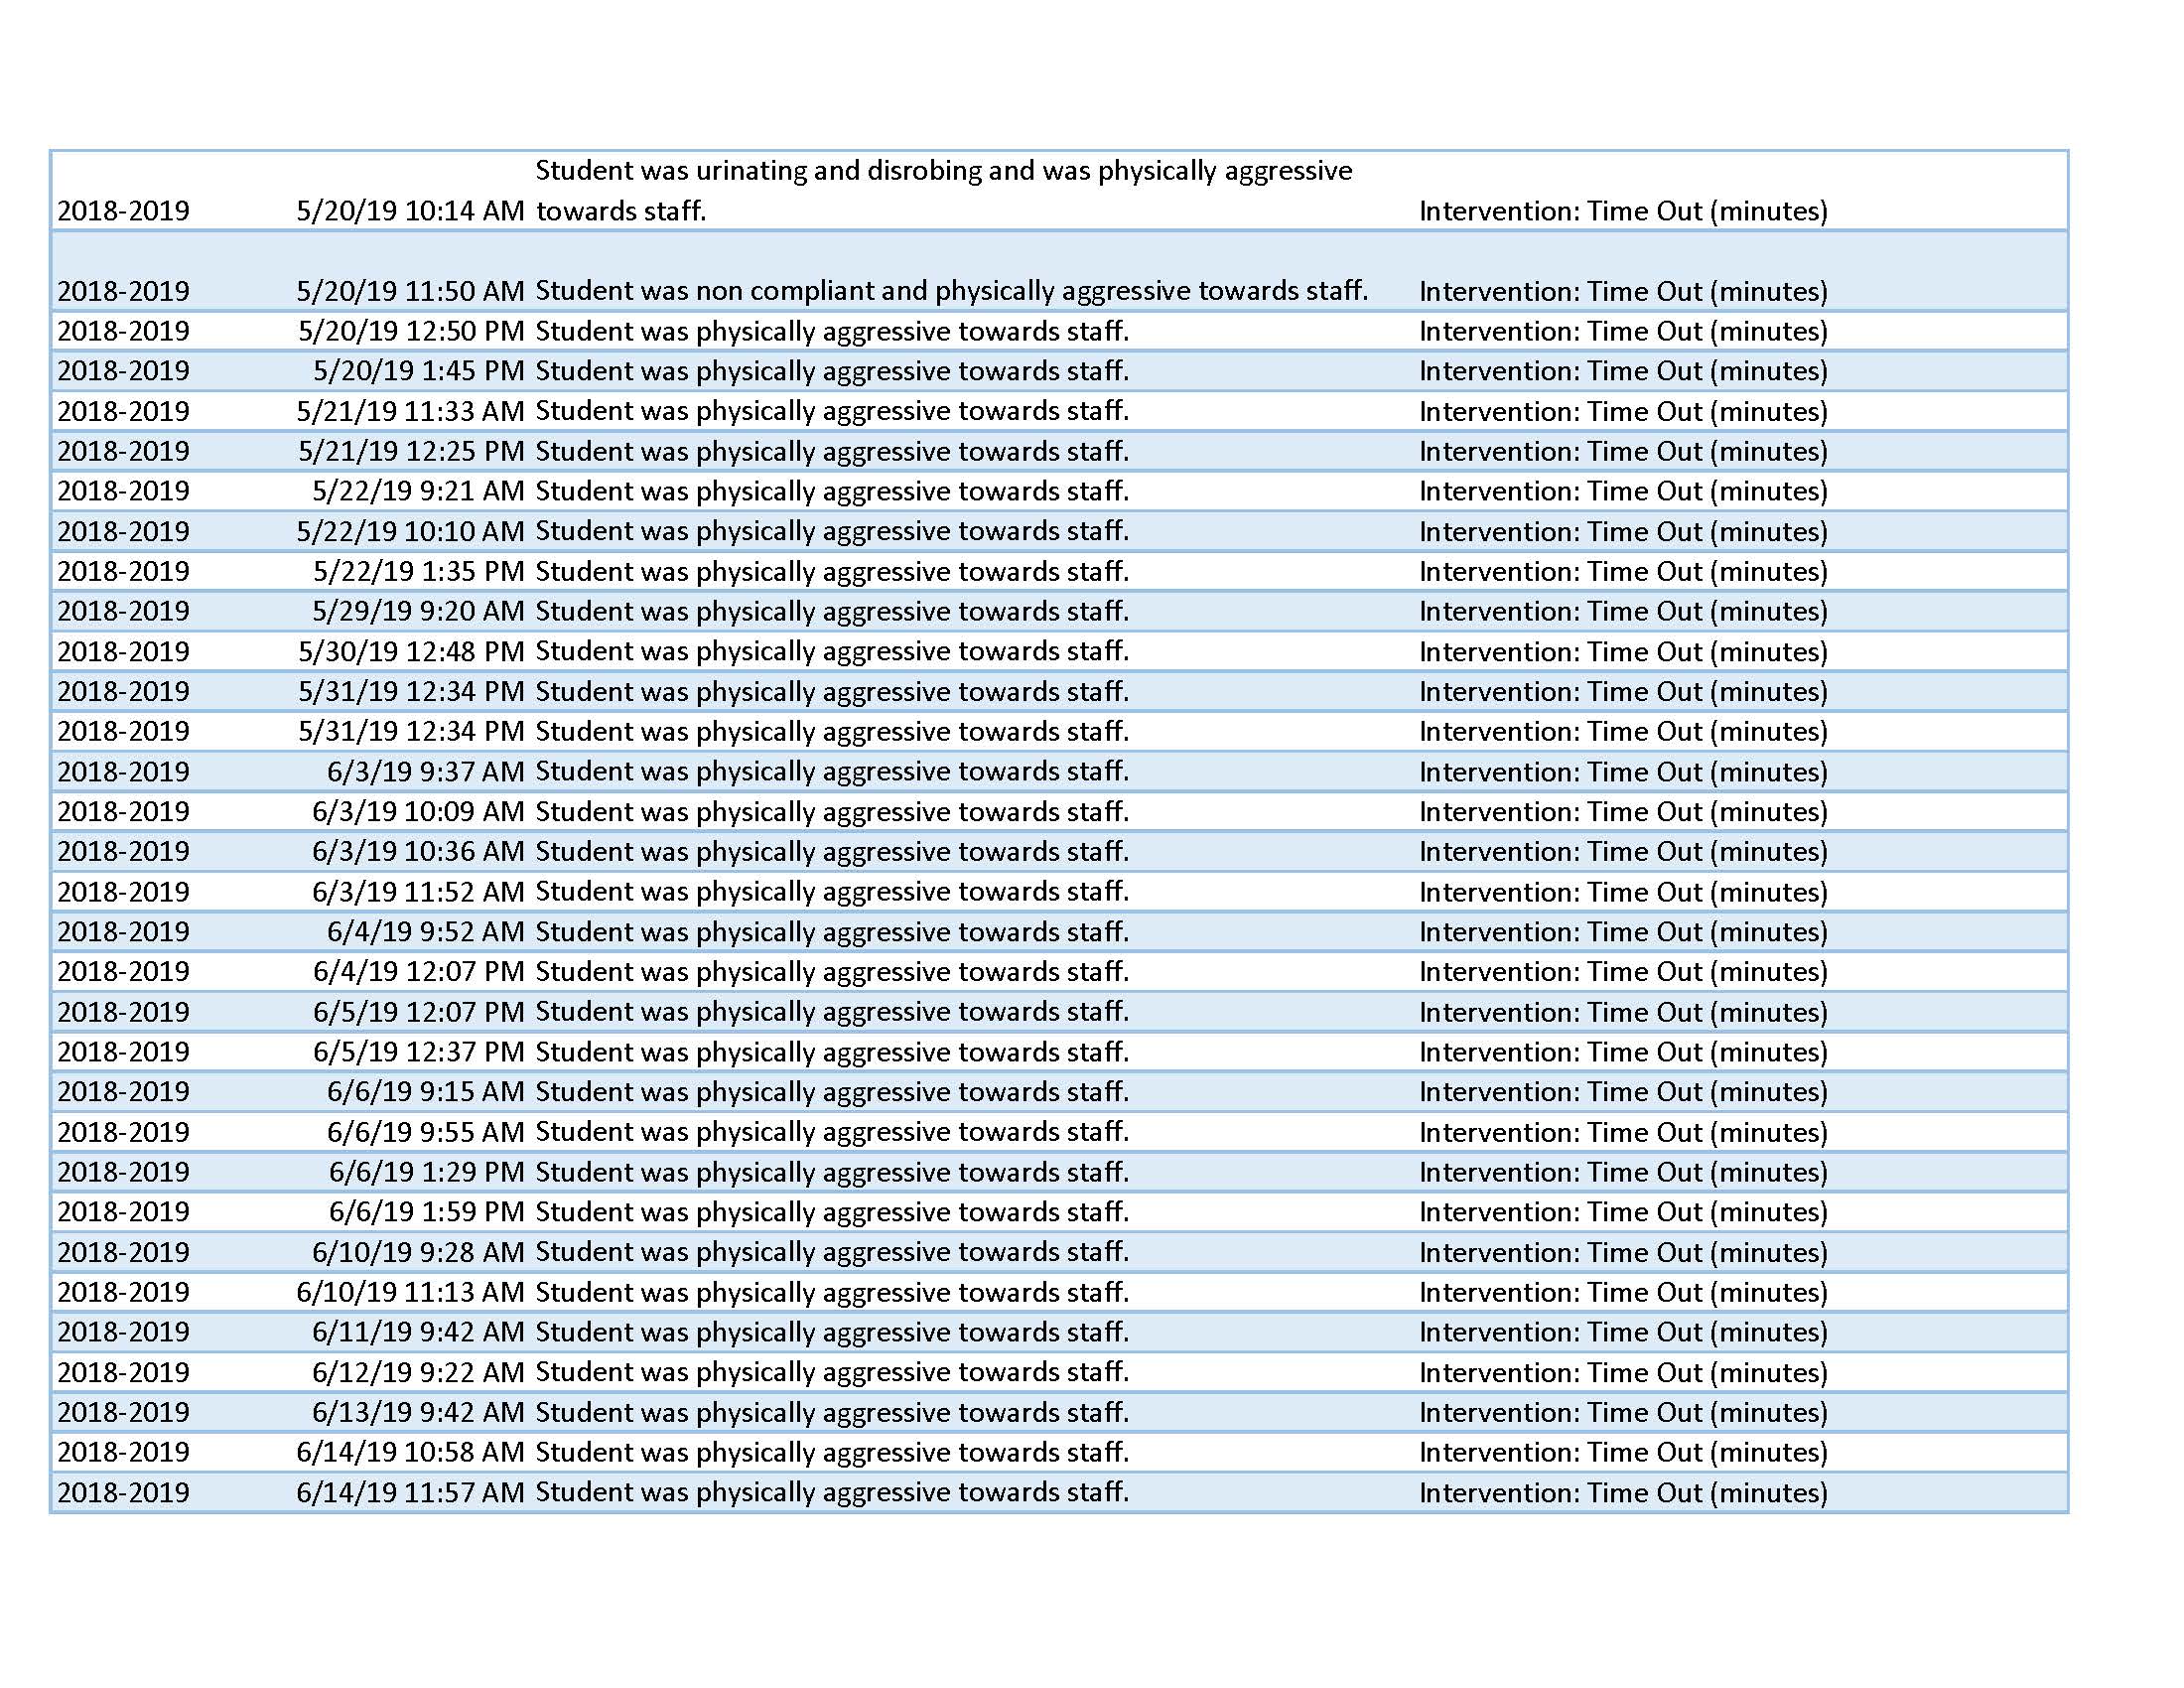 Student was urinating and disrobing and was physically aggressive
2018-2019 5/20/19 10:14 AM towards staff. Intervention: Time Out (minutes)
2018-2019 5/20/19 11:50 AM Student was non compliant and physically aggressive towards staff. Intervention: Time Out (minutes)
2018-2019 5/20/19 12:50 PM Student was physically aggressive towards staff. Intervention: Time Out (minutes)
2018-2019 5/20/19 1:45 PM Student was physically aggressive towards staff. Intervention: Time Out (minutes)
2018-2019 5/21/19 11:33 AM Student was physically aggressive towards staff. Intervention: Time Out (minutes)
2018-2019 5/21/19 12:25 PM Student was physically aggressive towards staff. Intervention: Time Out (minutes)
2018-2019 5/22/19 9:21 AM Student was physically aggressive towards staff. Intervention: Time Out (minutes)
2018-2019 5/22/19 10:10 AM Student was physically aggressive towards staff. Intervention: Time Out (minutes)
2018-2019 5/22/19 1:35 PM Student was physically aggressive towards staff. Intervention: Time Out (minutes)
2018-2019 5/29/19 9:20 AM Student was physically aggressive towards staff. Intervention: Time Out (minutes)
2018-2019 5/30/19 12:48 PM Student was physically aggressive towards staff. Intervention: Time Out (minutes)
2018-2019 5/31/19 12:34 PM Student was physically aggressive towards staff. Intervention: Time Out (minutes)
2018-2019 5/31/19 12:34 PM Student was physically aggressive towards staff. Intervention: Time Out (minutes)
2018-2019 6/3/19 9:37 AM Student was physically aggressive towards staff. Intervention: Time Out (minutes)
2018-2019 6/3/19 10:09 AM Student was physically aggressive towards staff. Intervention: Time Out (minutes)
2018-2019 6/3/19 10:36 AM Student was physically aggressive towards staff. Intervention: Time Out (minutes)
2018-2019 6/3/19 11:52 AM Student was physically aggressive towards staff. Intervention: Time Out (minutes)
2018-2019 6/4/19 9:52 AM Student was physically aggressive towards staff. Intervention: Time Out (minutes)
2018-2019 6/4/19 12:07 PM Student was physically aggressive towards staff. Intervention: Time Out (minutes)
2018-2019 6/5/19 12:07 PM Student was physically aggressive towards staff. Intervention: Time Out (minutes)
2018-2019 6/5/19 12:37 PM Student was physically aggressive towards staff. Intervention: Time Out (minutes)
2018-2019 6/6/19 9:15 AM Student was physically aggressive towards staff. Intervention: Time Out (minutes)
2018-2019 6/6/19 9:55 AM Student was physically aggressive towards staff. Intervention: Time Out (minutes)
2018-2019 6/6/19 1:29 PM Student was physically aggressive towards staff. Intervention: Time Out (minutes)
2018-2019 6/6/19 1:59 PM Student was physically aggressive towards staff. Intervention: Time Out (minutes)
2018-2019 6/10/19 9:28 AM Student was physically aggressive towards staff. Intervention: Time Out (minutes)
2018-2019 6/10/19 11:13 AM Student was physically aggressive towards staff. Intervention: Time Out (minutes)
2018-2019 6/11/19 9:42 AM Student was physically aggressive towards staff. Intervention: Time Out (minutes)
2018-2019 6/12/19 9:22 AM Student was physically aggressive towards staff. Intervention: Time Out (minutes)
2018-2019 6/13/19 9:42 AM Student was physically aggressive towards staff. Intervention: Time Out (minutes)
2018-2019 6/14/19 10:58 AM Student was physically aggressive towards staff. Intervention: Time Out (minutes)
2018-2019 6/14/19 11:57 AM Student was physically aggressive towards staff. Intervention: Time Out (minutes)